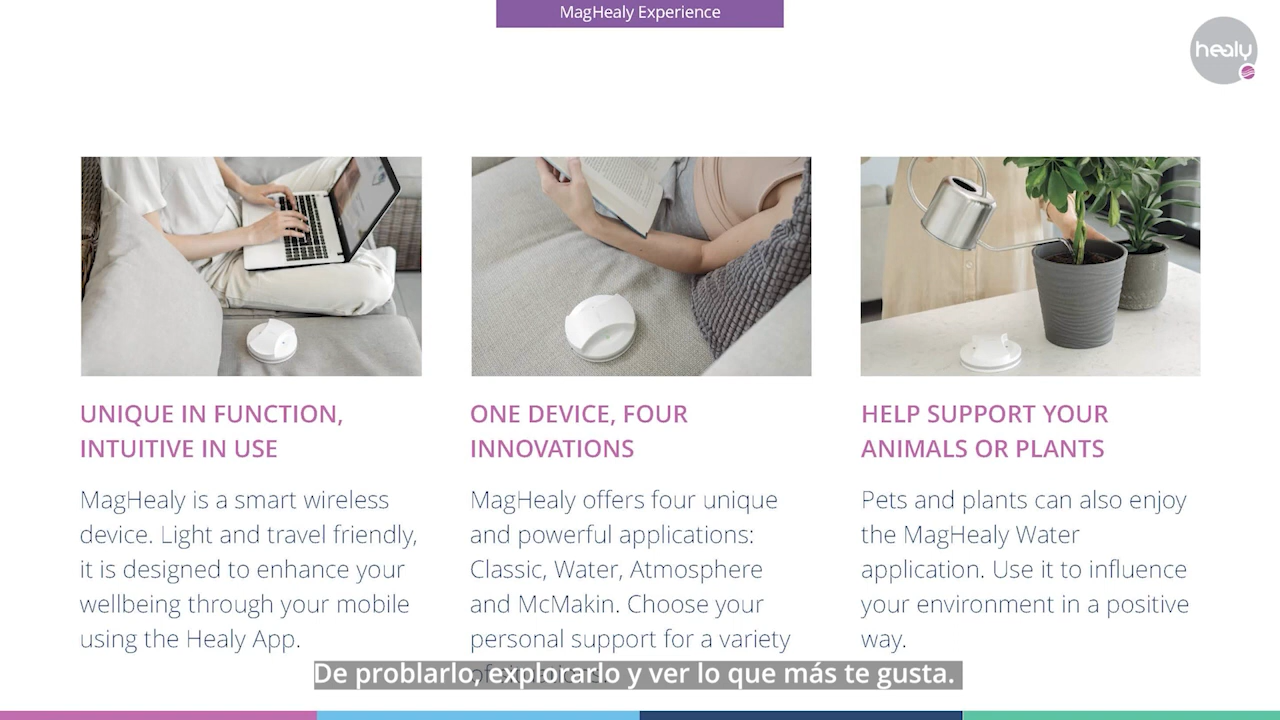 MagHealy Experience
healy
UNIQUE IN FUNCTION,
INTUITIVE IN USE
MagHealy is a smart wireless
device. Light and travel friendly,
it is designed to enhance your
wellbeing through your mobile
using the Healy App.
ONE DEVICE, FOUR
INNOVATIONS
MagHealy offers four unique
and powerful applications:
Classic, Water, Atmosphere
and McMakin. Choose your
personal support for a variety
HELP SUPPORT YOUR
ANIMALS OR PLANTS
Pets and plants can also enjoy
the MagHealy Water
application. Use it to influence
your environment in a positive
way.
De problarlo, explorarlo y ver lo que más te gusta.